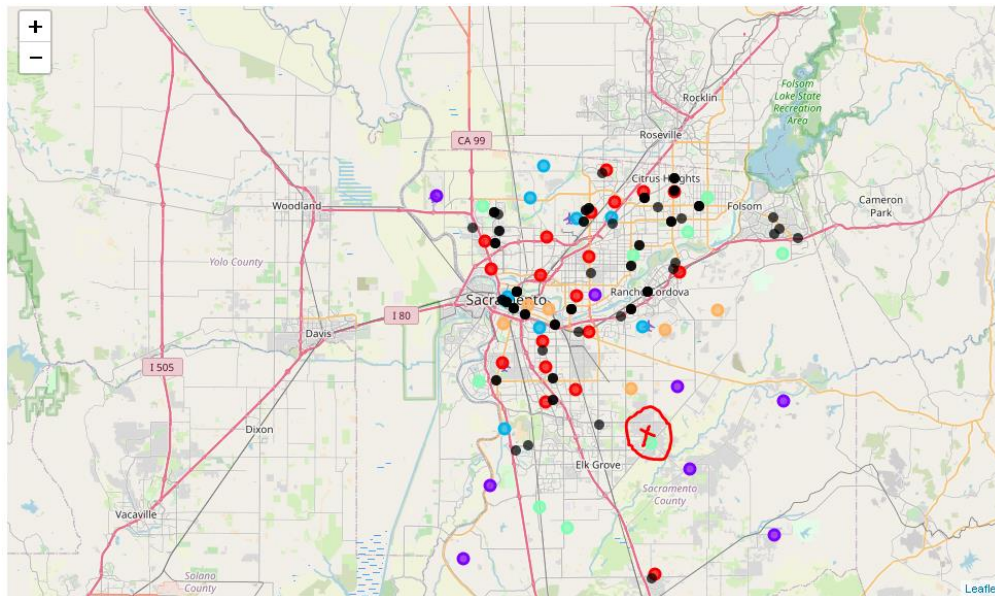 +
−
Rocklin
Folsom
Lake State
Recreation
Area
Roseville
CA 99
Citrus Heights
Woodland
Folsom
Cameron
Park
Yolo County
Rancho Cordova
Sacramento
I 80
Davis
I 505
Dixon
Elk Grove
Sacramento
County
Vacaville
Solano
County
Leafle